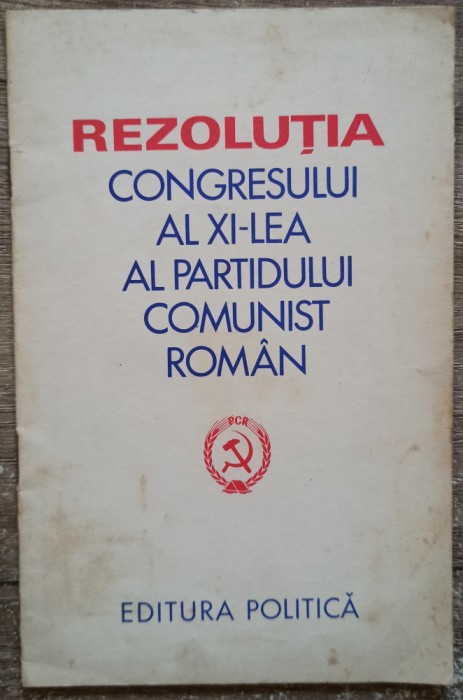 REZOLUȚIA
CONGRESULUI
AL XI-LEA
AL PARTIDULUI
COMUNIST
ROMÂN
PCR
EDITURA POLITICĂ